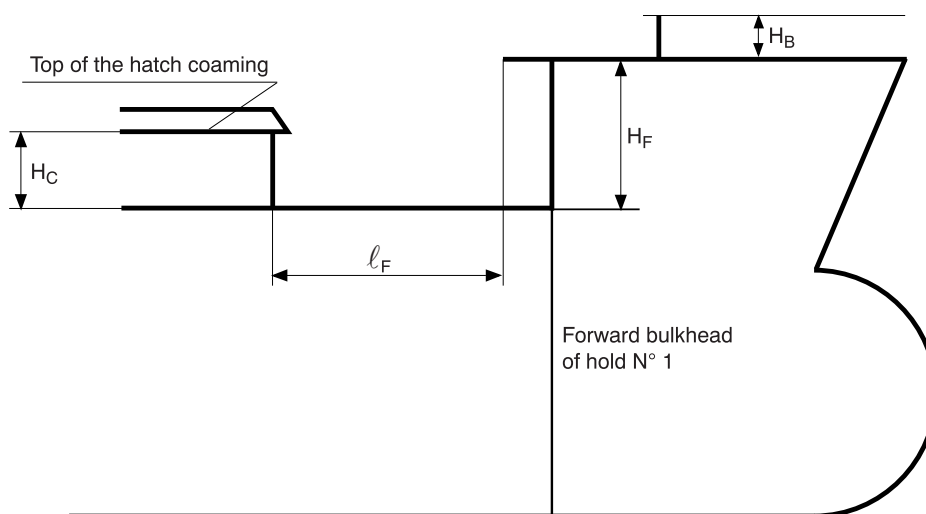 H_B
Top of the hatch coaming
H_F
H_C
ℓ_F
Forward bulkhead
of hold N° 1